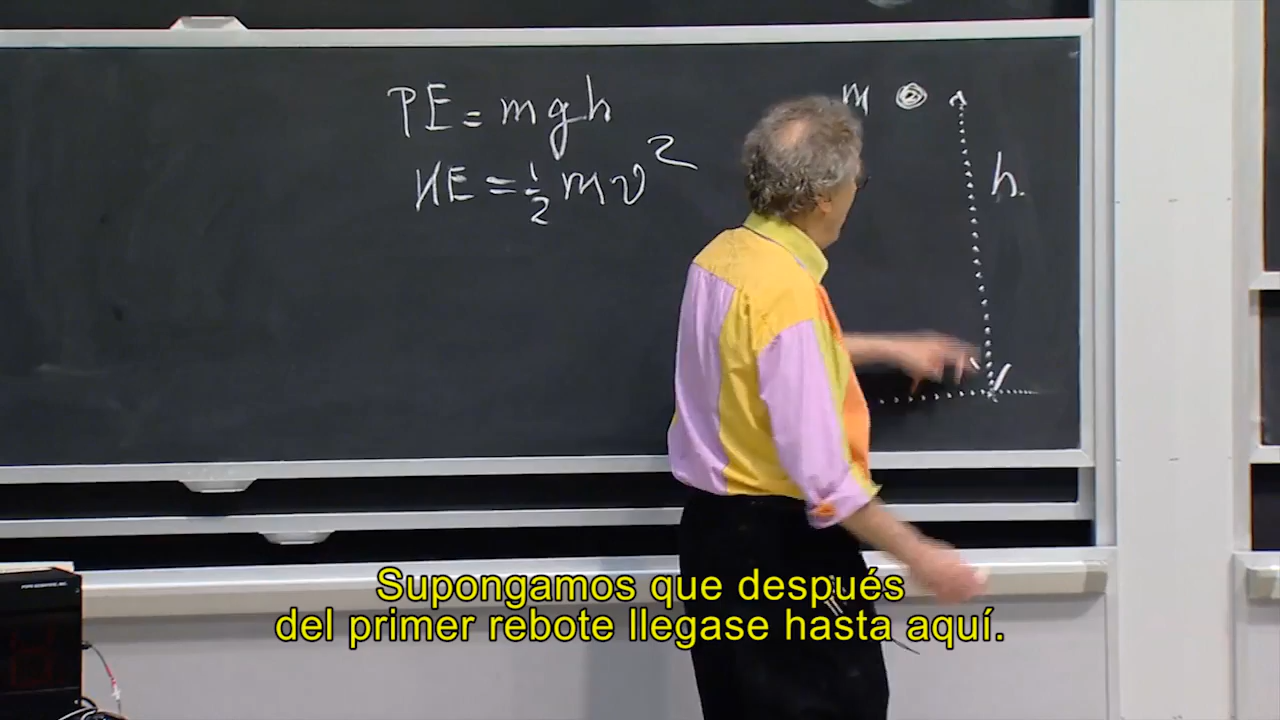 PE = mgh
KE = 1/2 mv²
m
h.
Supongamos que después
del primer rebote llegase hasta aquí.